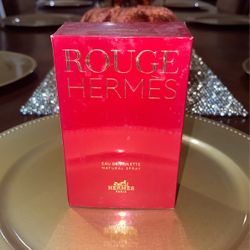 ROUGE
HERMÈS
EAU DE TOILETTE
NATURAL SPRAY
HERMÈS
PARIS